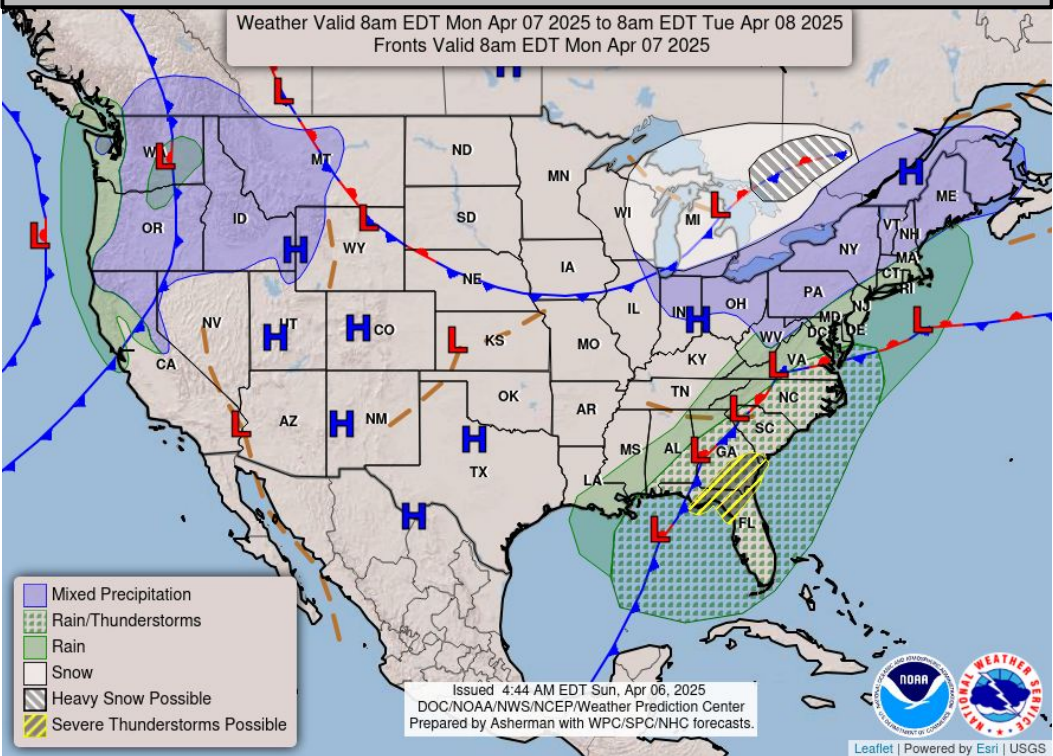 Weather Valid 8am EDT Mon Apr 07 2025 to 8am EDT Tue Apr 08 2025
Fronts Valid 8am EDT Mon Apr 07 2025
H
L
WA
L
MT
ND
MN
H
ME
L
OR
ID
H
L
WY
SD
WI
MI
L
NY
VT
NH
MA
CT
RI
NE
IA
IL
IN
OH
PA
NJ
MD
DC
DE
NV
UT
H
H
CO
L
KS
MO
H
WV
VA
L
L
CA
KY
L
AZ
H
NM
OK
AR
TN
NC
L
SC
H
TX
MS
AL
L
GA
LA
H
L
FL
Mixed Precipitation
Rain/Thunderstorms
Rain
Snow
Heavy Snow Possible
Severe Thunderstorms Possible
Issued 4:44 AM EDT Sun, Apr 06, 2025
DOC/NOAA/NWS/NCEP/Weather Prediction Center
Prepared by Asherman with WPC/SPC/NHC forecasts.
NOAA
NATIONAL WEATHER SERVICE
Leaflet | Powered by Esri | USGS